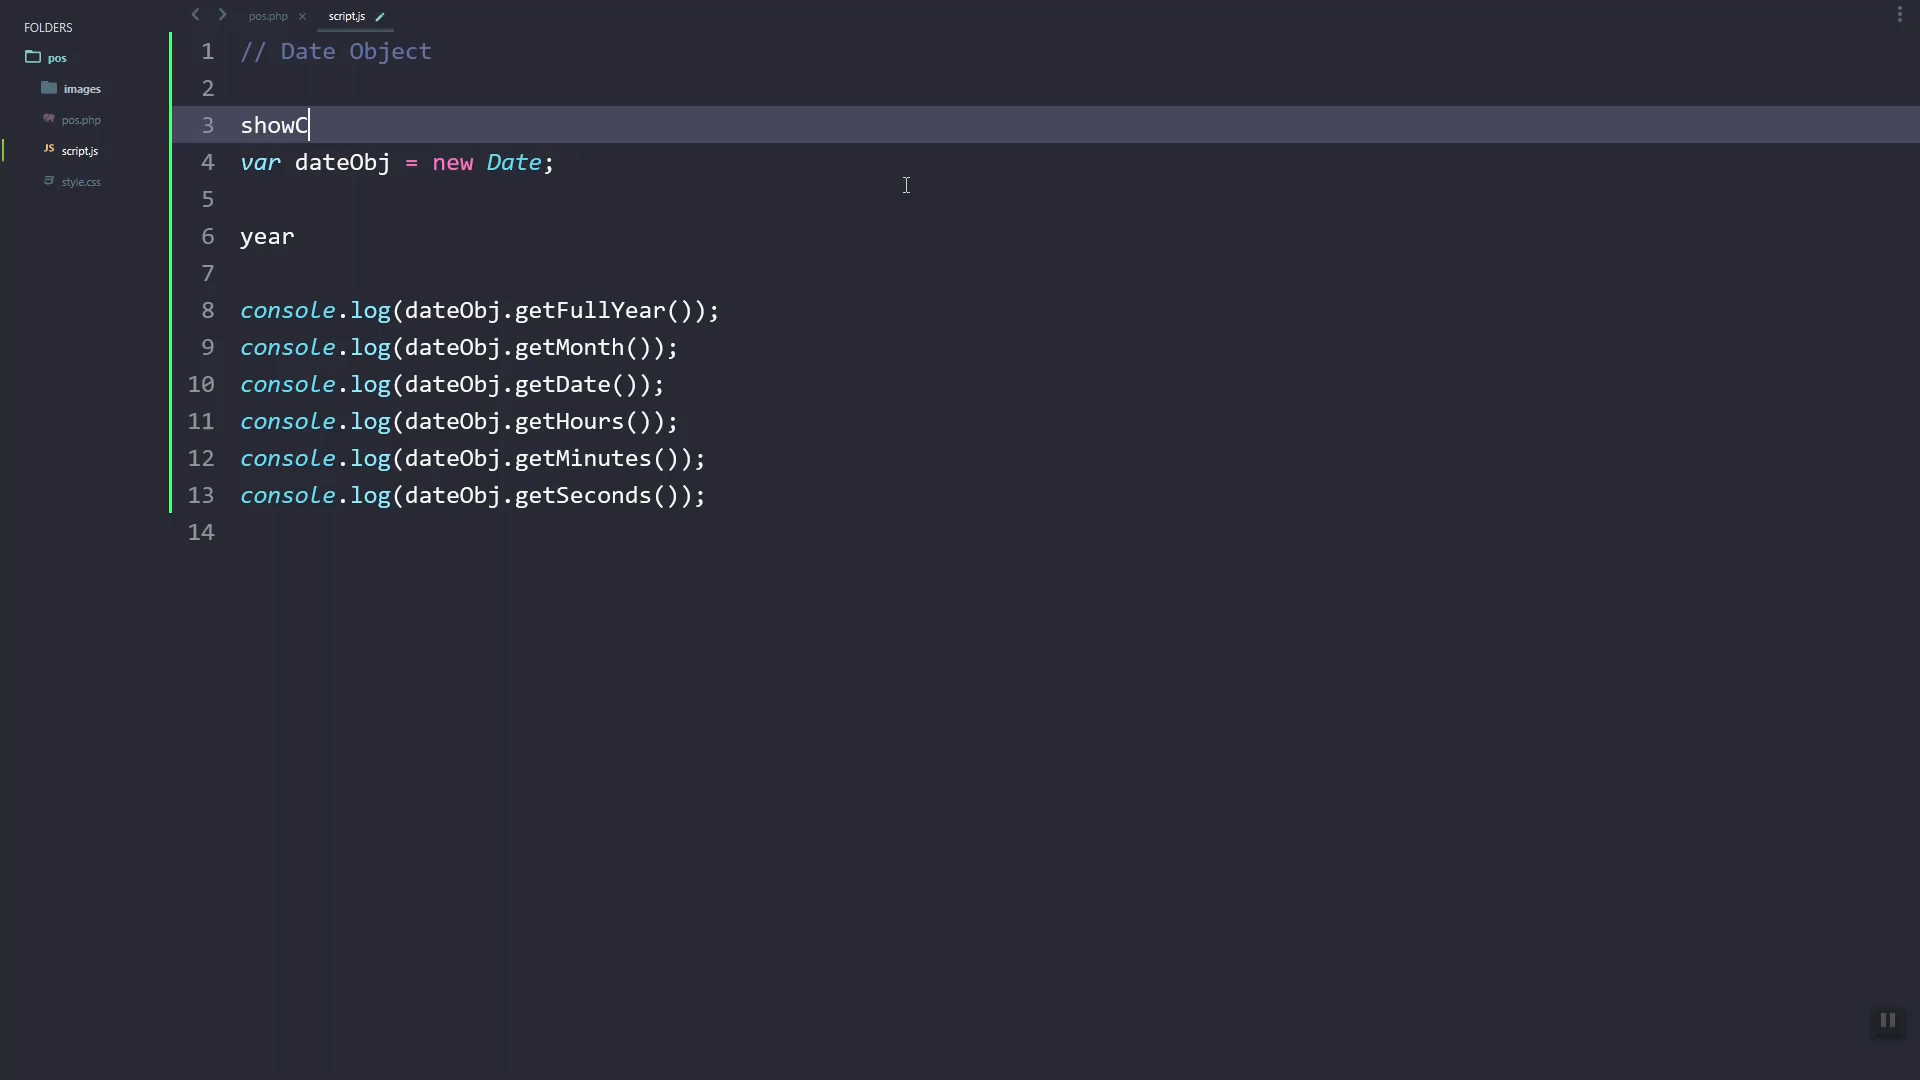 FOLDERS
pos
images
pos.php
script.js
style.css
pos.php
script.js
1 // Date Object
2
3 showC
4 var dateObj = new Date;
5
6 year
7
8 console.log(dateObj.getFullYear());
9 console.log(dateObj.getMonth());
10 console.log(dateObj.getDate());
11 console.log(dateObj.getHours());
12 console.log(dateObj.getMinutes());
13 console.log(dateObj.getSeconds());
14